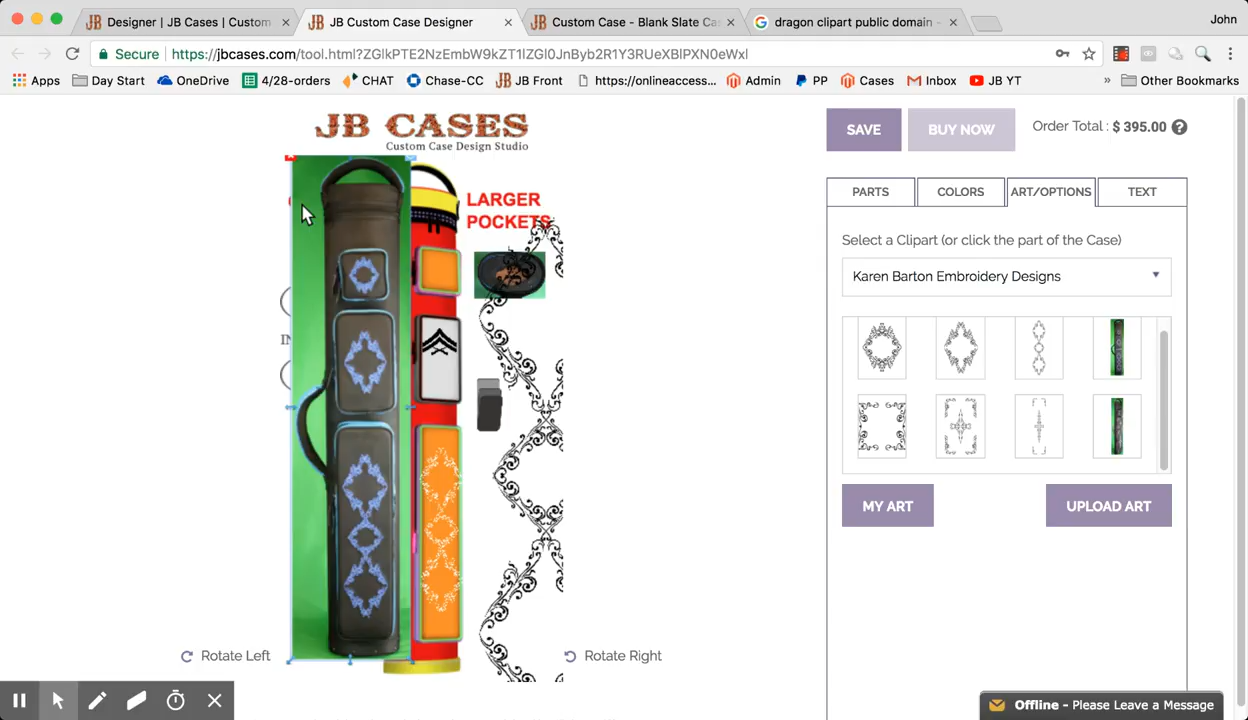 Designer | JB Cases | Custom
JB Custom Case Designer
Custom Case - Blank Slate Cas
dragon clipart public domain -
John
Secure
https://jbcases.com/tool.html?ZGlkPTE2NzEmbW9kZT1lZGl0JnByb2R1Y3RUeXBlPXN0eWxl
Apps
Day Start
OneDrive
4/28-orders
CHAT
Chase-CC
JB Front
https://onlineaccess...
Admin
PP
Cases
Inbox
JB YT
»
Other Bookmarks
JB CASES
Custom Case Design Studio
SAVE
BUY NOW
Order Total : $ 395.00 ?
LARGER
POCKETS
PARTS
COLORS
ART/OPTIONS
TEXT
Select a Clipart (or click the part of the Case)
Karen Barton Embroidery Designs
MY ART
UPLOAD ART
Rotate Left
Rotate Right
Offline - Please Leave a Message